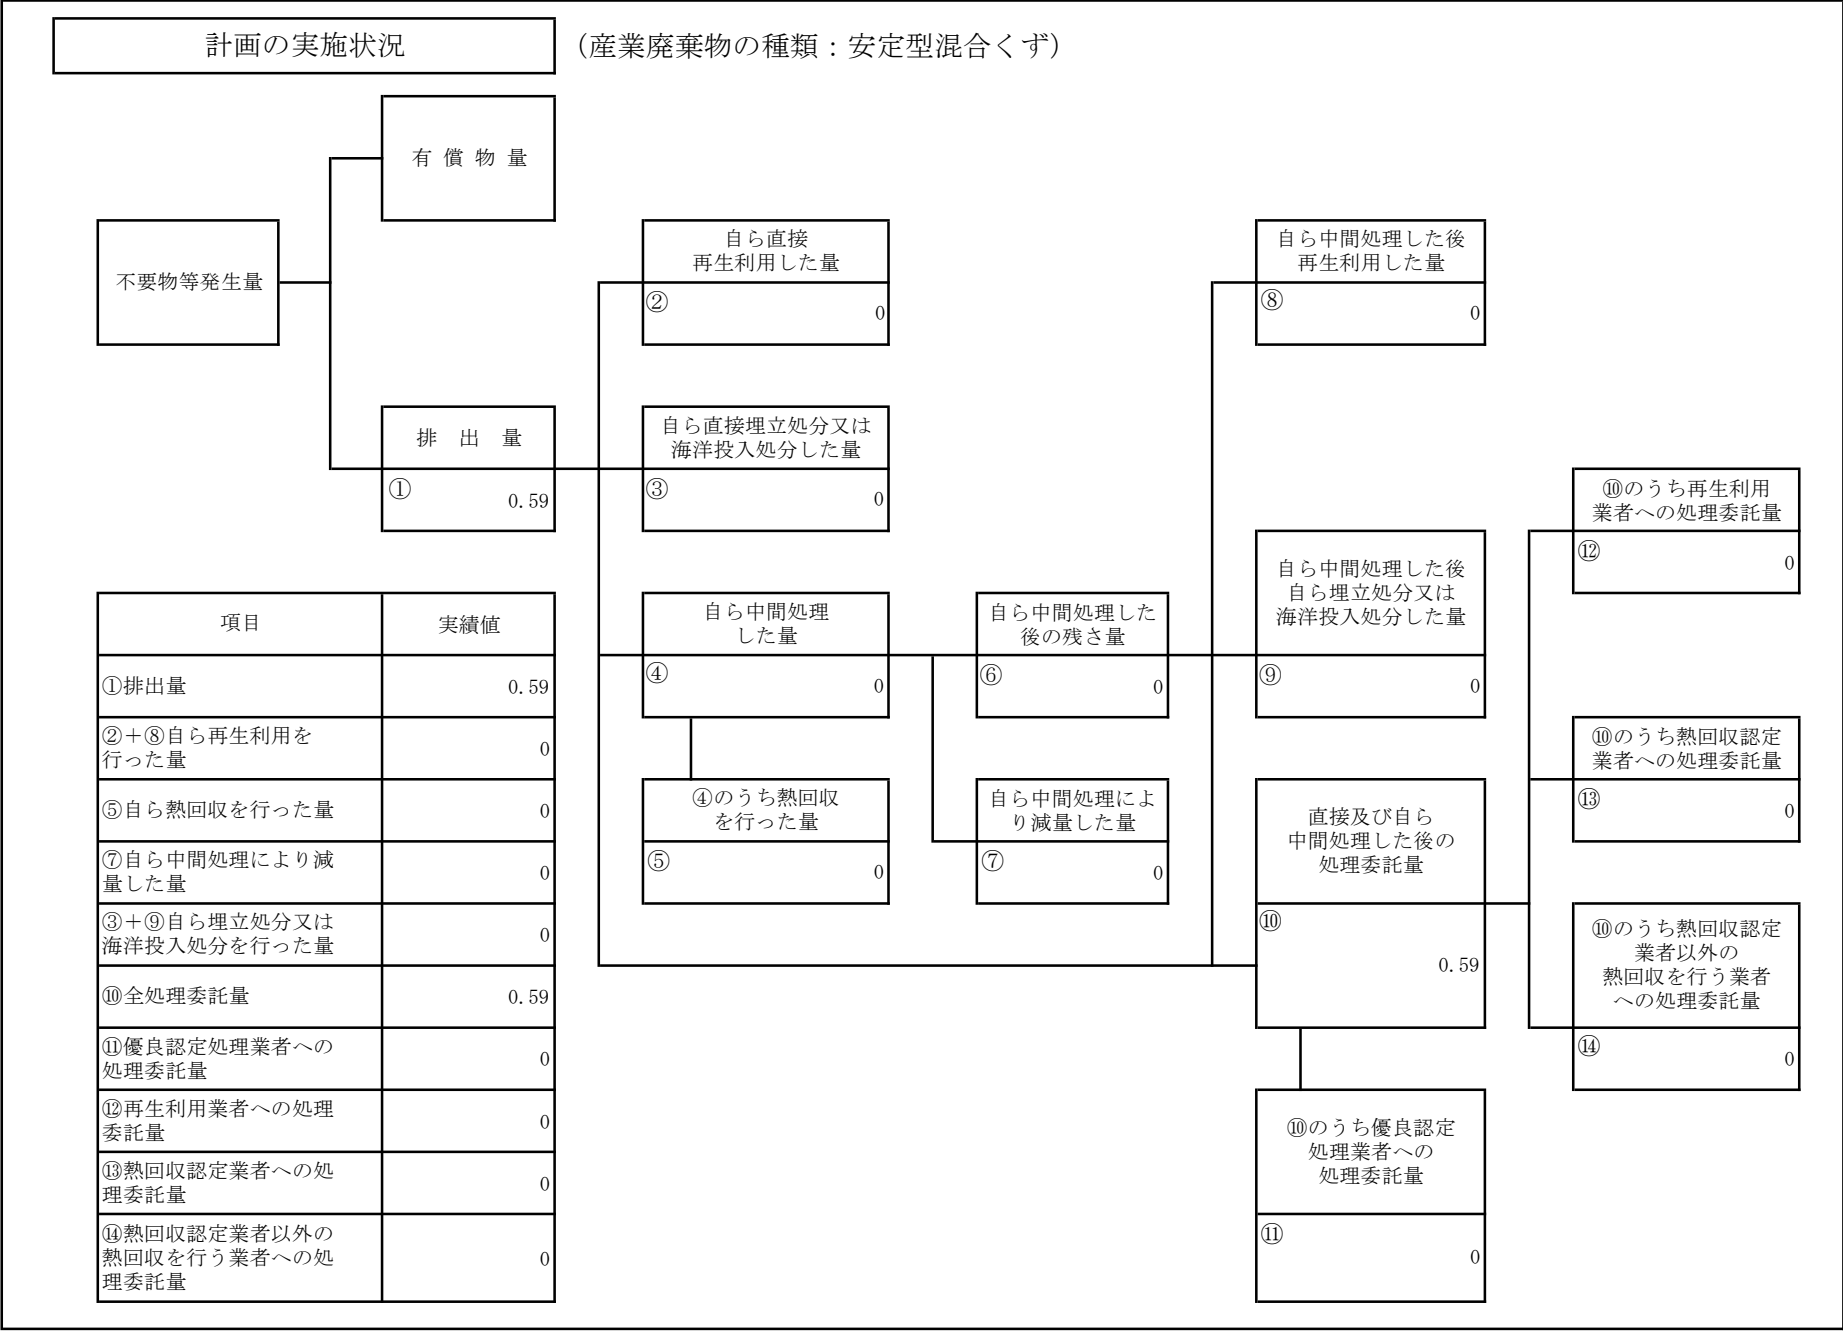 計画の実施状況
（産業廃棄物の種類：安定型混合くず）
有償物量
不要物等発生量
排出量
①
0.59
自ら直接
再生利用した量
②
0
自ら直接埋立処分又は
海洋投入処分した量
③
0
自ら中間処理
した量
④
0
④のうち熱回収
を行った量
⑤
0
自ら中間処理した
後の残さ量
⑥
0
自ら中間処理によ
り減量した量
⑦
0
自ら中間処理した後
再生利用した量
⑧
0
自ら中間処理した後
自ら埋立処分又は
海洋投入処分した量
⑨
0
直接及び自ら
中間処理した後の
処理委託量
⑩
0.59
⑩のうち優良認定
処理業者への
処理委託量
⑪
0
⑩のうち再生利用
業者への処理委託量
⑫
0
⑩のうち熱回収認定
業者への処理委託量
⑬
0
⑩のうち熱回収認定
業者以外の
熱回収を行う業者
への処理委託量
⑭
0
項目
実績値
①排出量
0.59
②＋⑧自ら再生利用を
行った量
0
⑤自ら熱回収を行った量
0
⑦自ら中間処理により減
量した量
0
③＋⑨自ら埋立処分又は
海洋投入処分を行った量
0
⑩全処理委託量
0.59
⑪優良認定処理業者への
処理委託量
0
⑫再生利用業者への処理
委託量
0
⑬熱回収認定業者への処
理委託量
0
⑭熱回収認定業者以外の
熱回収を行う業者への処
理委託量
0